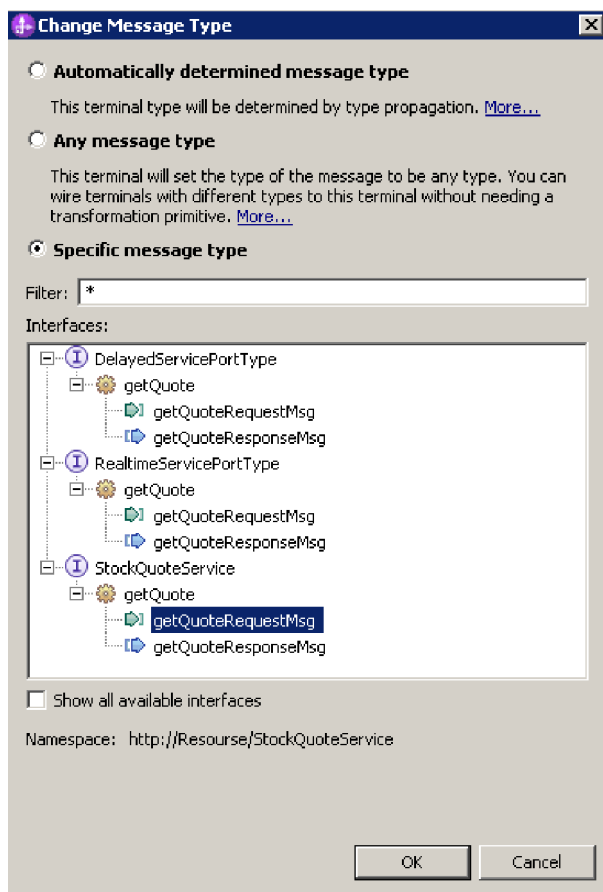 Change Message Type
Automatically determined message type
This terminal type will be determined by type propagation. More...
Any message type
This terminal will set the type of the message to be any type. You can
wire terminals with different types to this terminal without needing a
transformation primitive. More...
Specific message type
Filter: *
Interfaces:
DelayedServicePortType
getQuote
getQuoteRequestMsg
getQuoteResponseMsg
RealtimeServicePortType
getQuote
getQuoteRequestMsg
getQuoteResponseMsg
StockQuoteService
getQuote
getQuoteRequestMsg
getQuoteResponseMsg
Show all available interfaces
Namespace: http://Resourse/StockQuoteService
OK Cancel